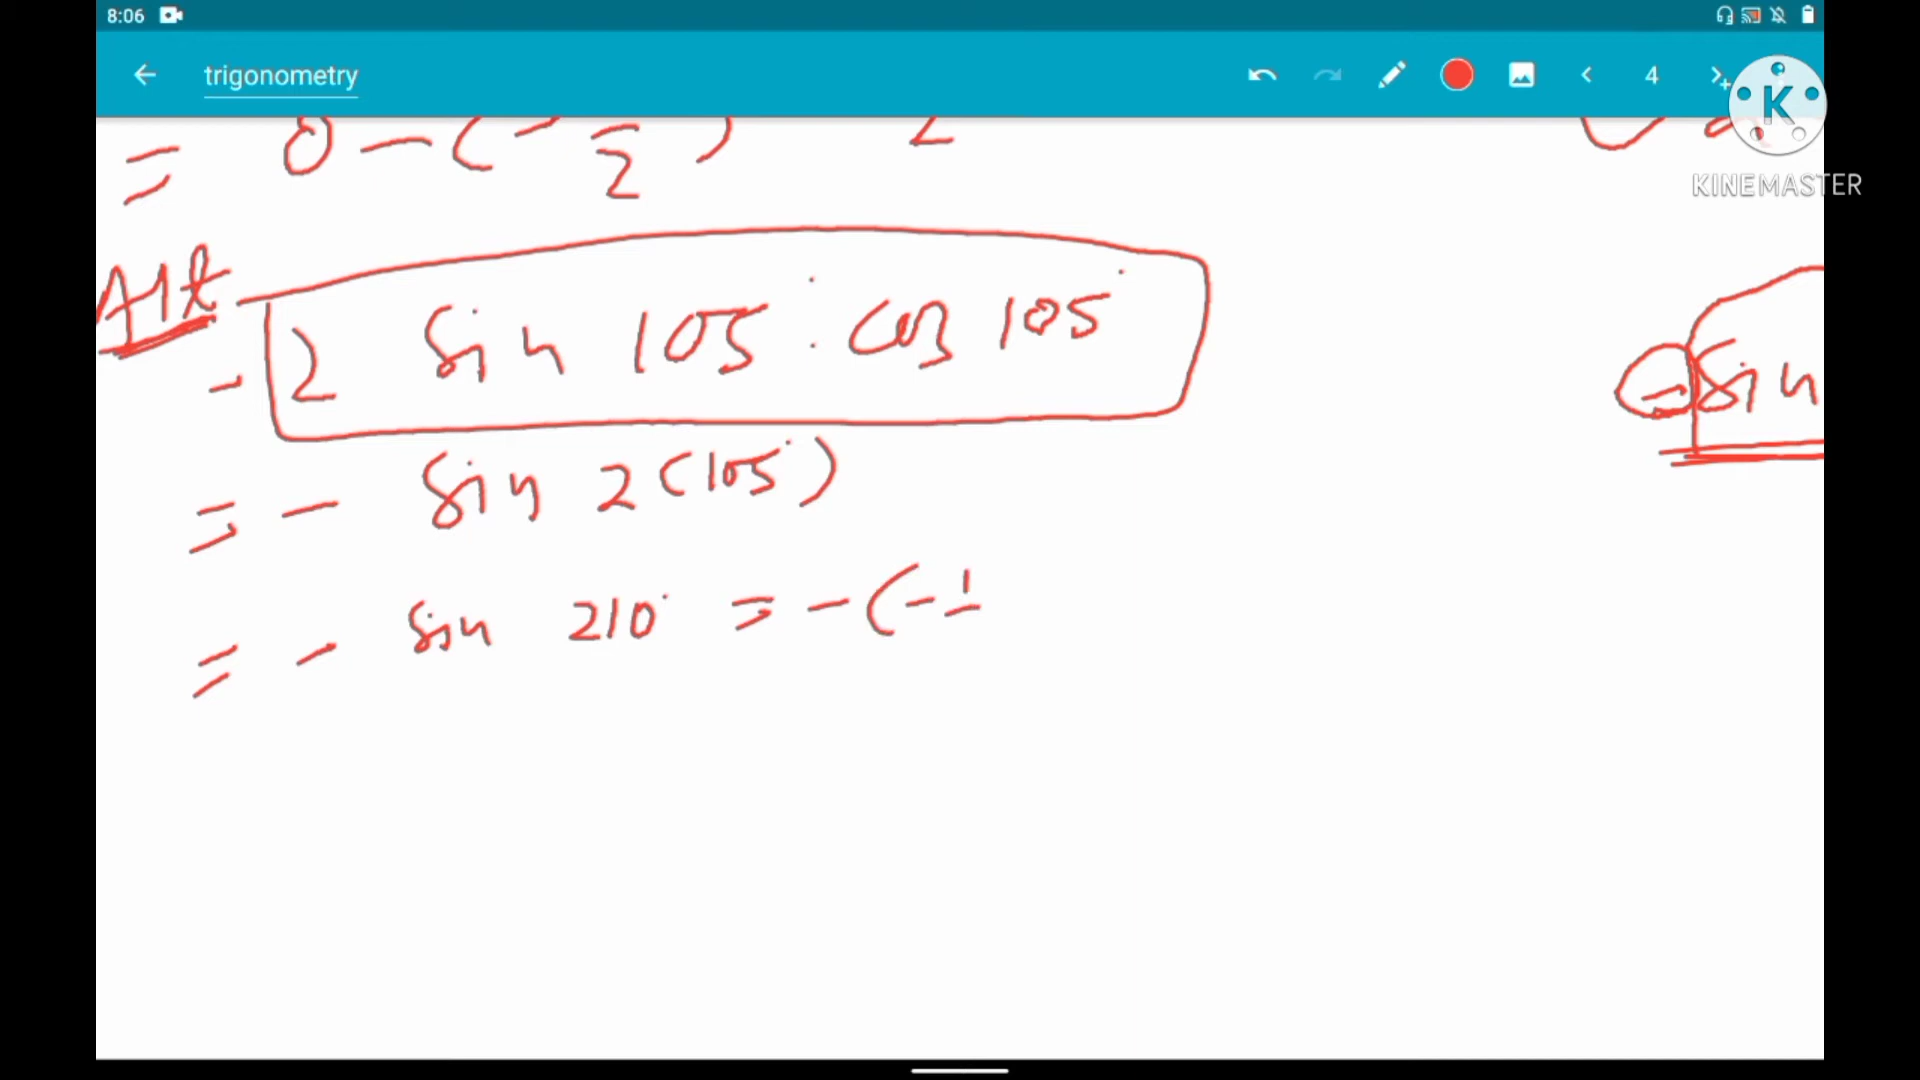 8:06
trigonometry
4
K
KINEMASTER
= 0 - (- /2) 2
Alt
- 2 sin 105° . cos 105°
- sin
= - sin 2(105°)
= - sin 210° = - (- 1